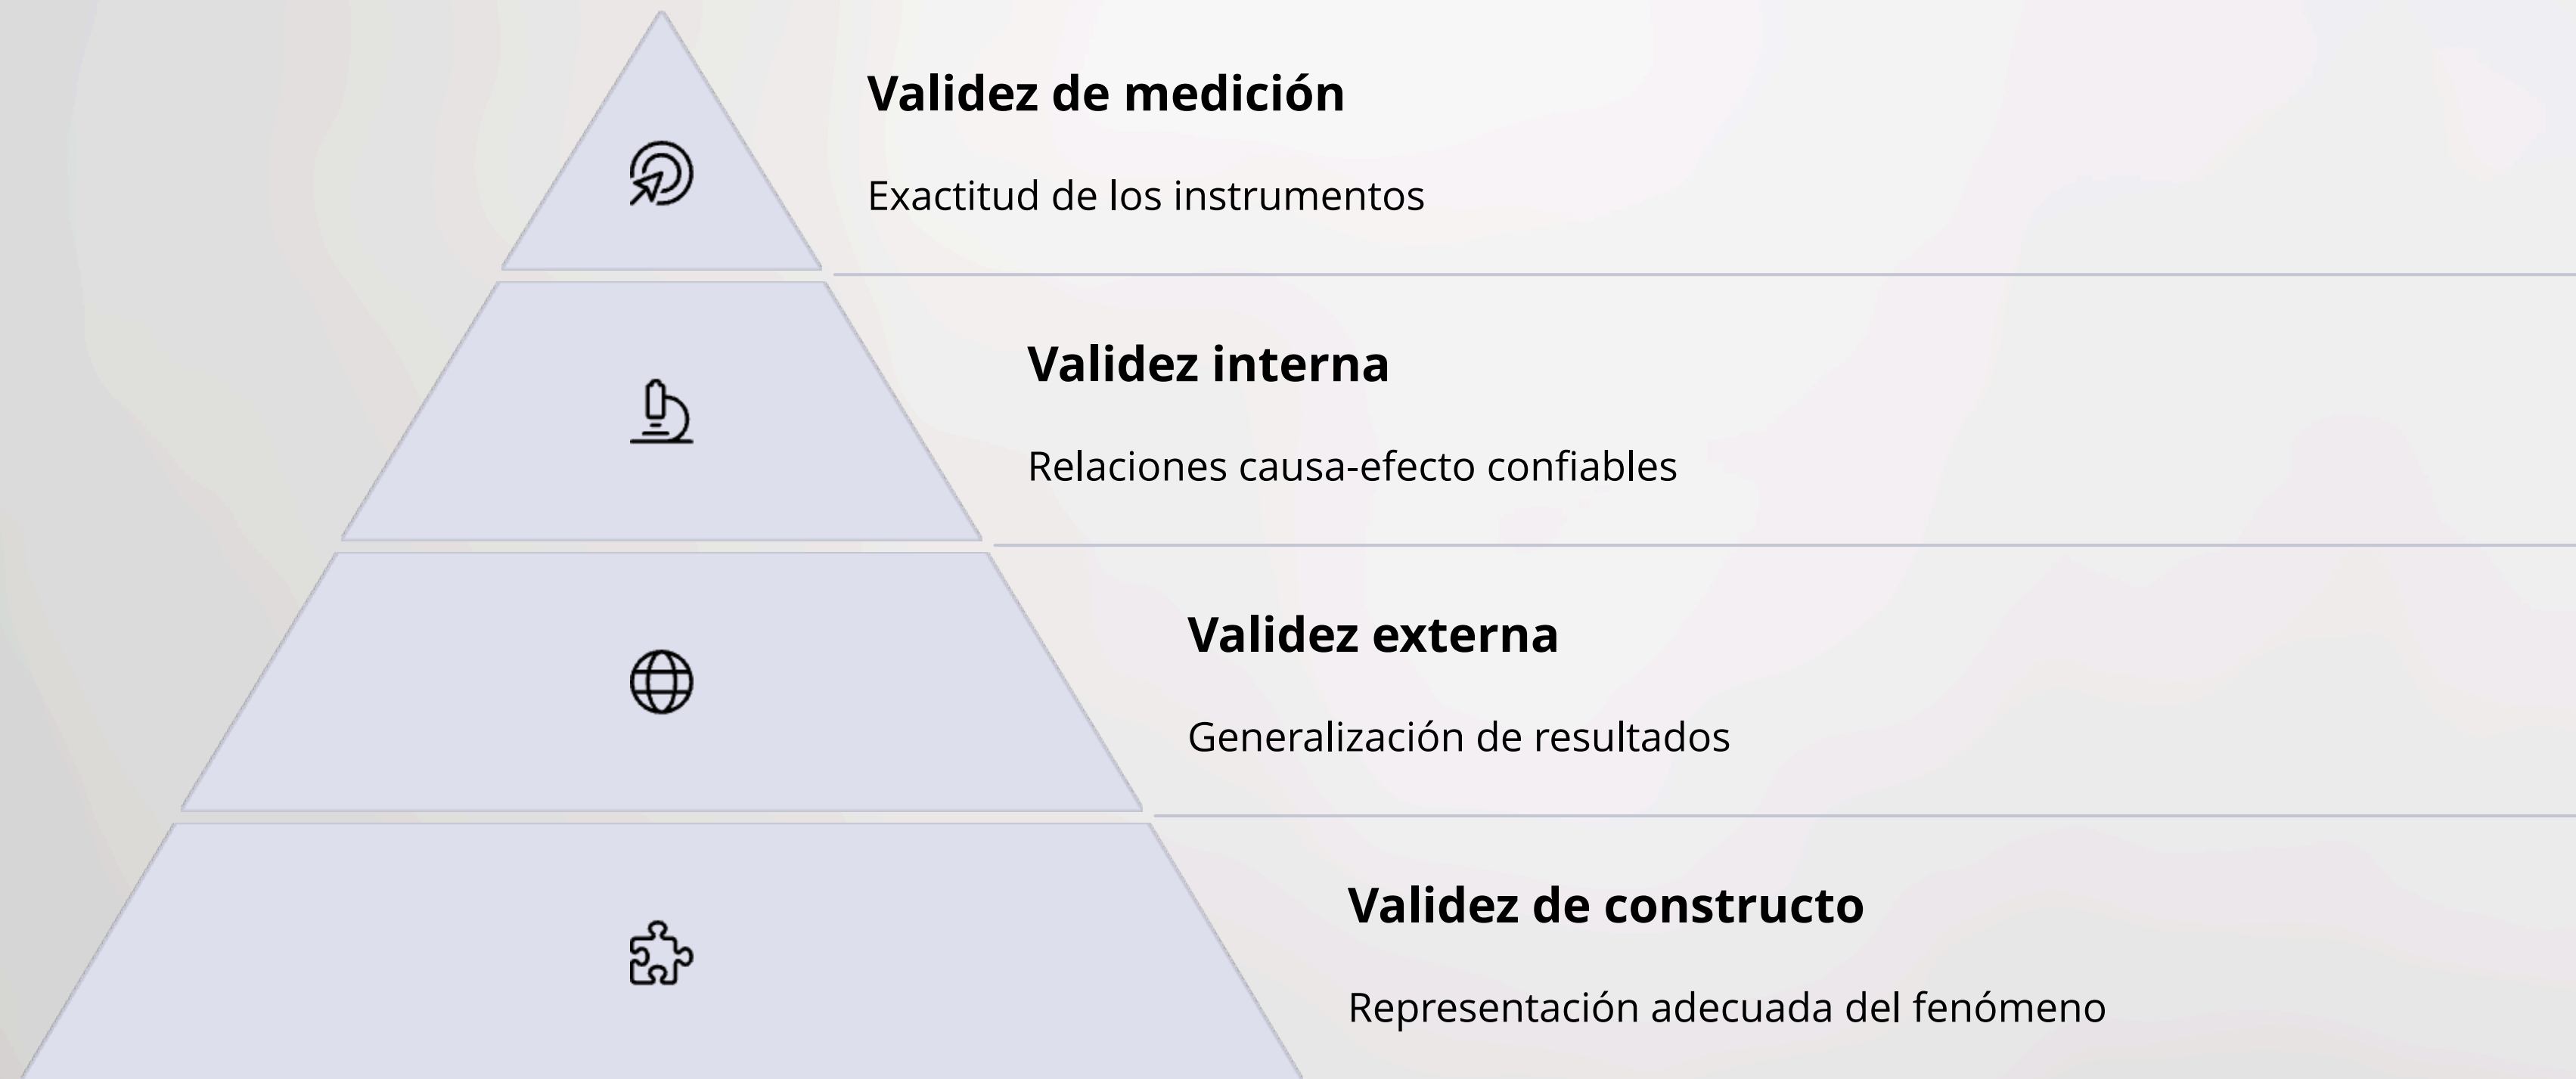 Validez de medición
Exactitud de los instrumentos
Validez interna
Relaciones causa-efecto confiables
Validez externa
Generalización de resultados
Validez de constructo
Representación adecuada del fenómeno